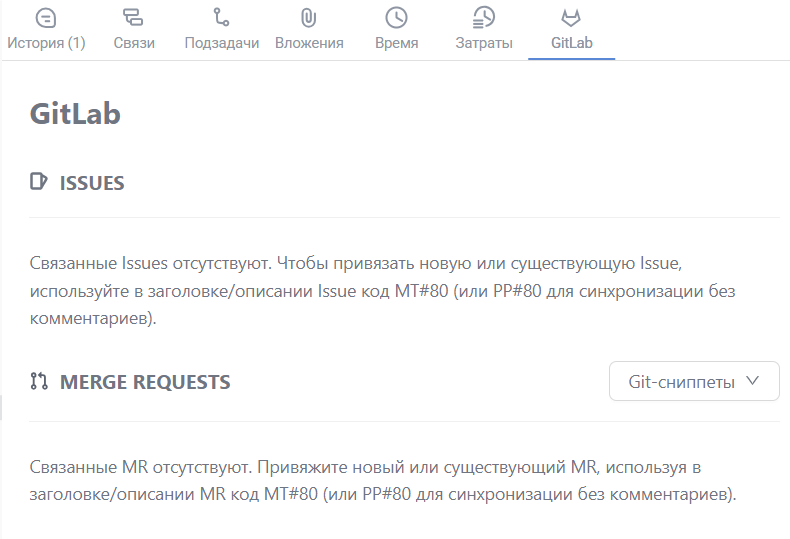 История (1) Связи Подзадачи Вложения Время Затраты GitLab
GitLab
ISSUES
Связанные Issues отсутствуют. Чтобы привязать новую или существующую Issue,
используйте в заголовке/описании Issue код MT#80 (или PP#80 для синхронизации без
комментариев).
MERGE REQUESTS Git-сниппеты
Связанные MR отсутствуют. Привяжите новый или существующий MR, используя в
заголовке/описании MR код MT#80 (или PP#80 для синхронизации без комментариев).